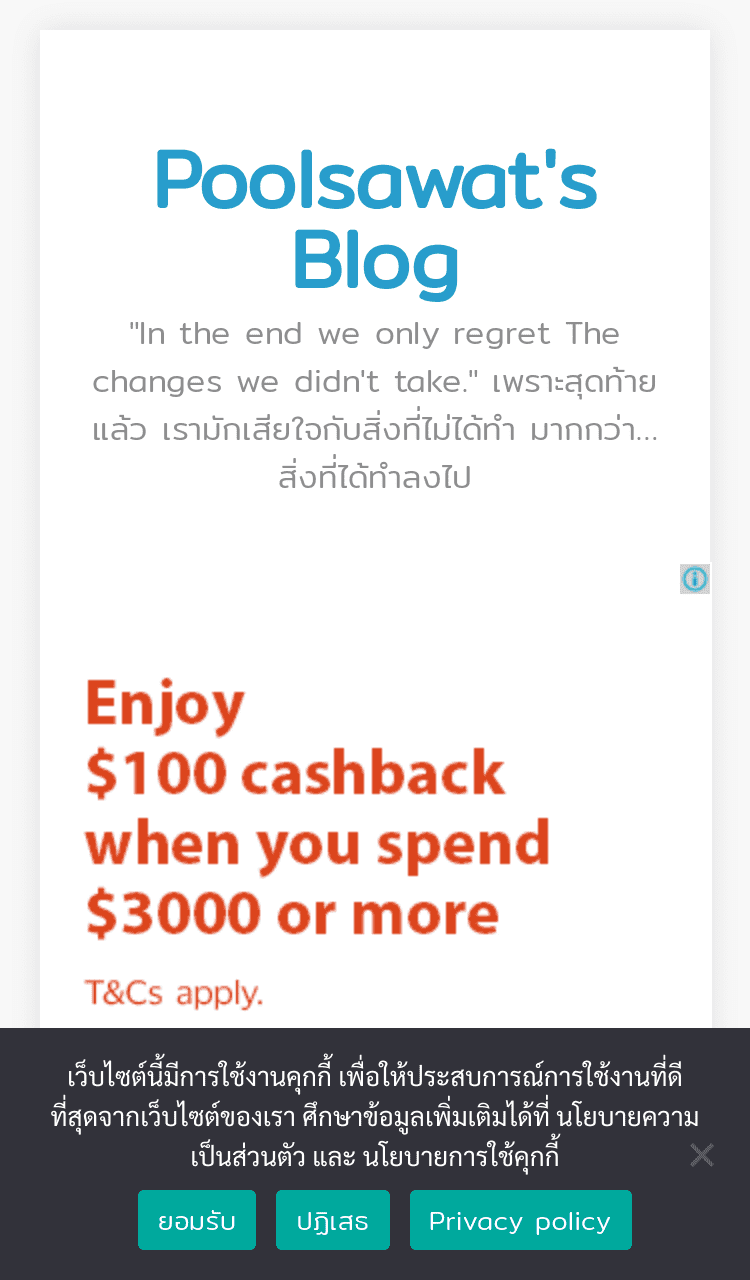 Poolsawat's
Blog
"In the end we only regret The
changes we didn't take." เพราะสุดท้าย
แล้ว เรามักเสียใจกับสิ่งที่ไม่ได้ทำ มากกว่า...
สิ่งที่ได้ทำลงไป
Enjoy
$100 cashback
when you spend
$3000 or more
T&Cs apply.
เว็บไซต์นี้มีการใช้งานคุกกี้ เพื่อให้ประสบการณ์การใช้งานที่ดี
ที่สุดจากเว็บไซต์ของเรา ศึกษาข้อมูลเพิ่มเติมได้ที่ นโยบายความ
เป็นส่วนตัว และ นโยบายการใช้คุกกี้
ยอมรับ ปฏิเสธ Privacy policy